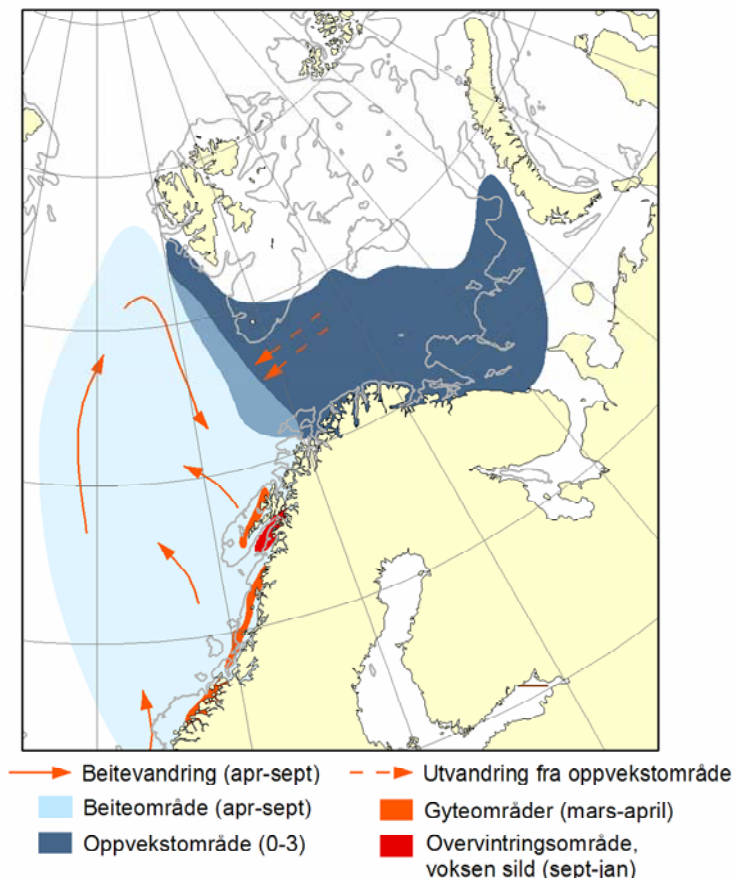 Beitevandring (apr-sept)
Utvandring fra oppvekstområde
Beiteområde (apr-sept)
Gyteområder (mars-april)
Oppvekstområde (0-3)
Overvintringsområde,
voksen sild (sept-jan)